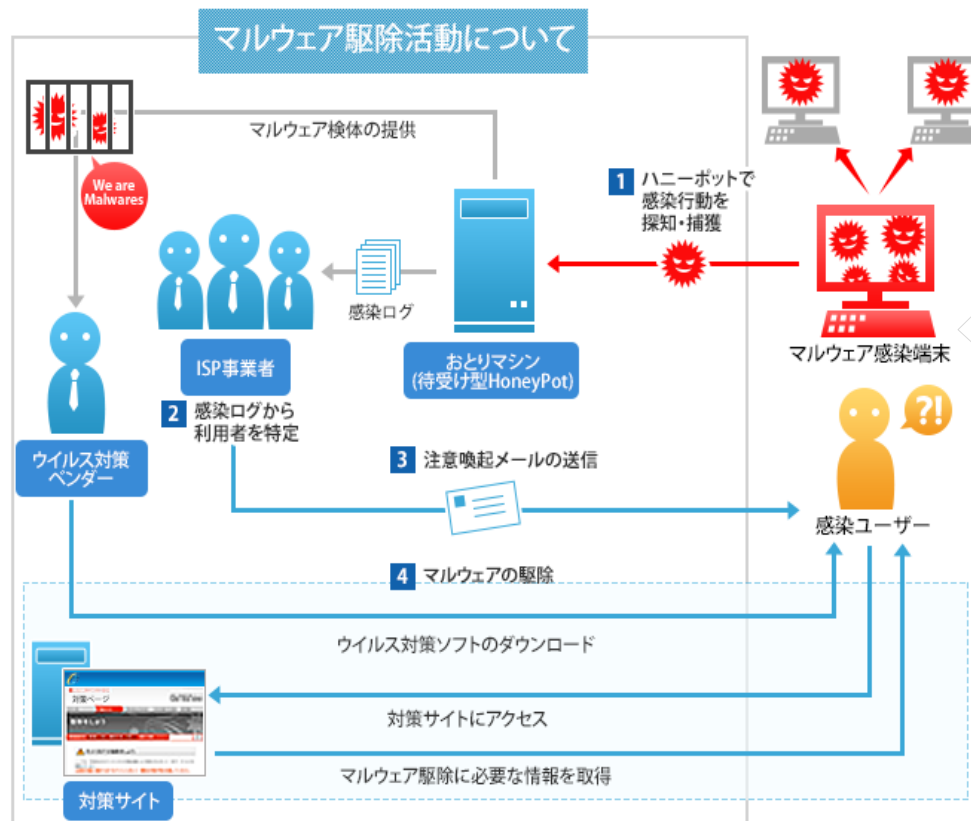 マルウェア駆除活動について
マルウェア検体の提供
We are
Malwares
1 ハニーポットで
感染行動を
探知・捕獲
感染ログ
マルウェア感染端末
ISP事業者
おとりマシン
(待受け型HoneyPot)
2 感染ログから
利用者を特定
?!
ウイルス対策
ベンダー
3 注意喚起メールの送信
感染ユーザー
4 マルウェアの駆除
ウイルス対策ソフトのダウンロード
対策ページ
対策サイトにアクセス
マルウェア駆除に必要な情報を取得
対策サイト